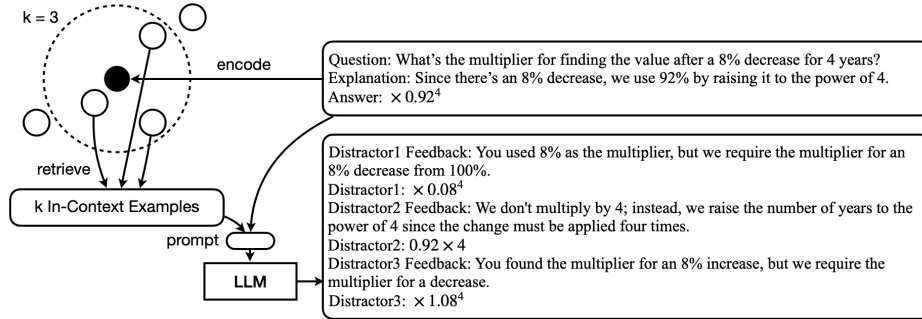 k = 3
encode
Question: What's the multiplier for finding the value after a 8% decrease for 4 years?
Explanation: Since there's an 8% decrease, we use 92% by raising it to the power of 4.
Answer: × 0.92⁴
retrieve
k In-Context Examples
prompt
LLM
Distractor1 Feedback: You used 8% as the multiplier, but we require the multiplier for an
8% decrease from 100%.
Distractor1: × 0.08⁴
Distractor2 Feedback: We don't multiply by 4; instead, we raise the number of years to the
power of 4 since the change must be applied four times.
Distractor2: 0.92 × 4
Distractor3 Feedback: You found the multiplier for an 8% increase, but we require the
multiplier for a decrease.
Distractor3: × 1.08⁴